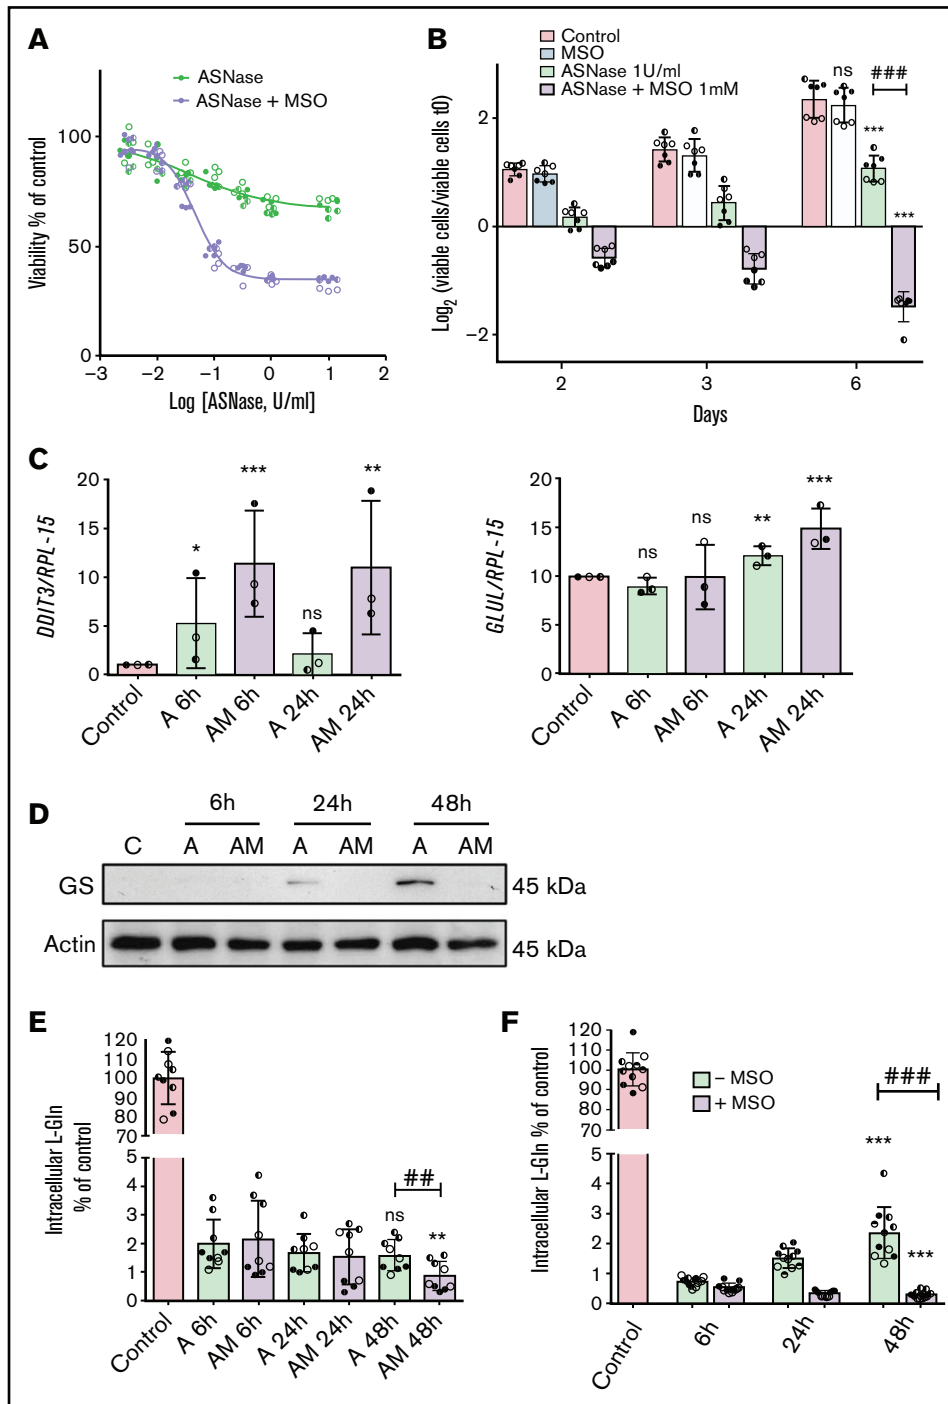 A
ASNase
ASNase + MSO
Viability % of control
100
50
0
−3 −2 −1 0 1 2
Log [ASNase, U/ml]
B
Control
MSO
ASNase 1U/ml
ASNase + MSO 1mM
Log2 (viable cells/viable cells t0)
2
0
−2
ns
###
***
***
2 3 6
Days
C
DDIT3/RPL-15
20
15
10
5
0
*
***
ns
**
Control
A 6h
AM 6h
A 24h
AM 24h
GLUL/RPL-15
20
15
10
5
0
ns
ns
**
***
Control
A 6h
AM 6h
A 24h
AM 24h
D
6h 24h 48h
C A AM A AM A AM
GS 45 kDa
Actin 45 kDa
E
Intracellular L-Gln
% of control
120
110
100
90
80
70
5
4
3
2
1
0
##
ns
**
Control
A 6h
AM 6h
A 24h
AM 24h
A 48h
AM 48h
F
Intracellular L-Gln % of control
120
110
100
90
80
70
5
4
3
2
1
0
− MSO
+ MSO
###
***
***
Control
6h
24h
48h